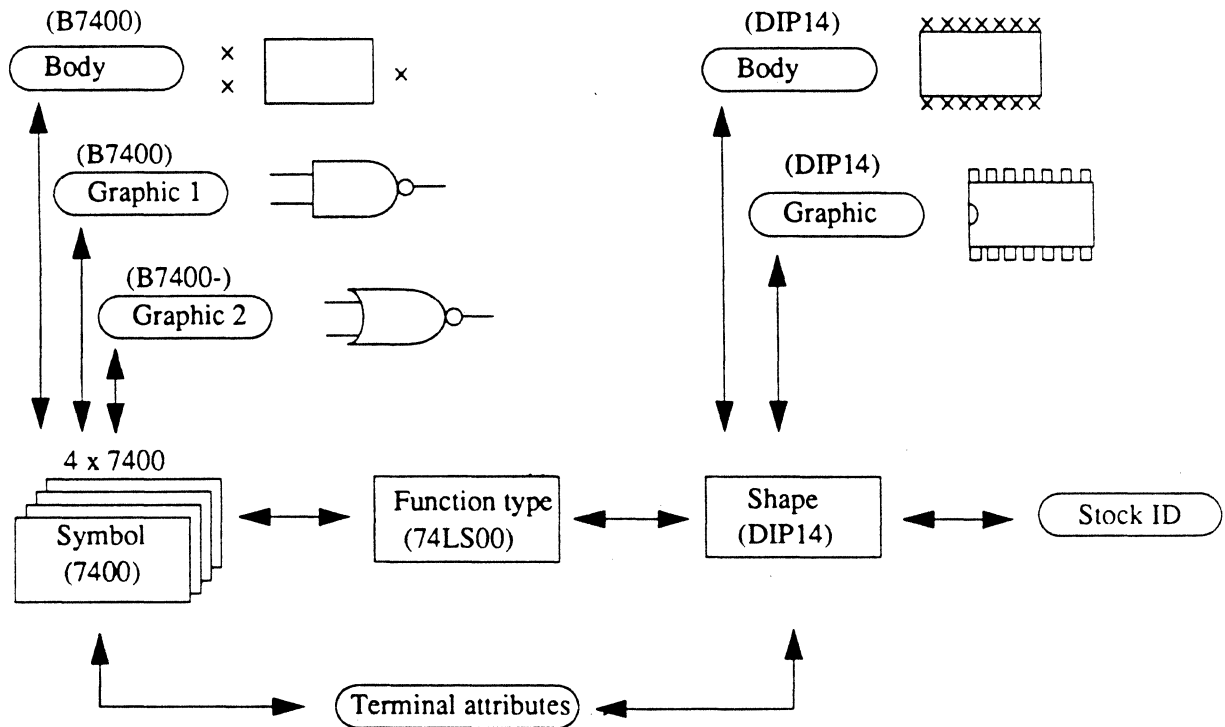 (B7400)
Body
(DIP14)
Body
(B7400)
Graphic 1
(DIP14)
Graphic
(B7400-)
Graphic 2
4 x 7400
Symbol
(7400)
Function type
(74LS00)
Shape
(DIP14)
Stock ID
Terminal attributes